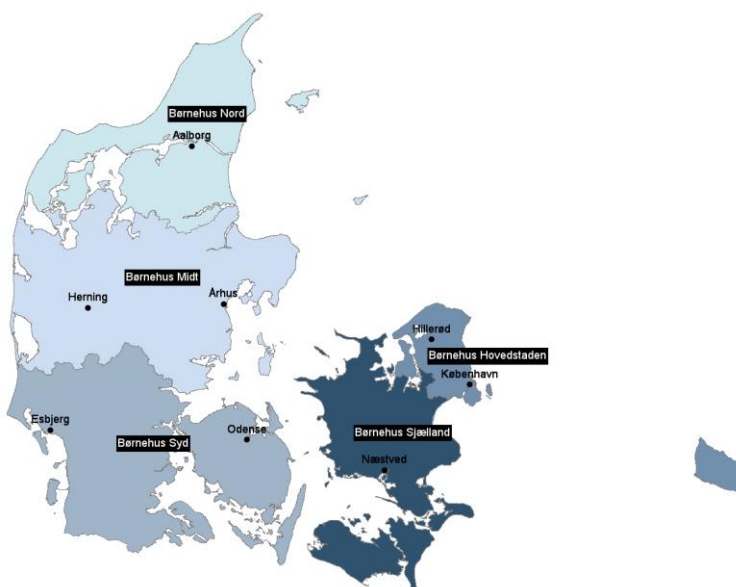 Børnehus Nord
Aalborg
Børnehus Midt
Herning
Århus
Hillerød
Børnehus Hovedstaden
København
Esbjerg
Odense
Børnehus Syd
Børnehus Sjælland
Næstved